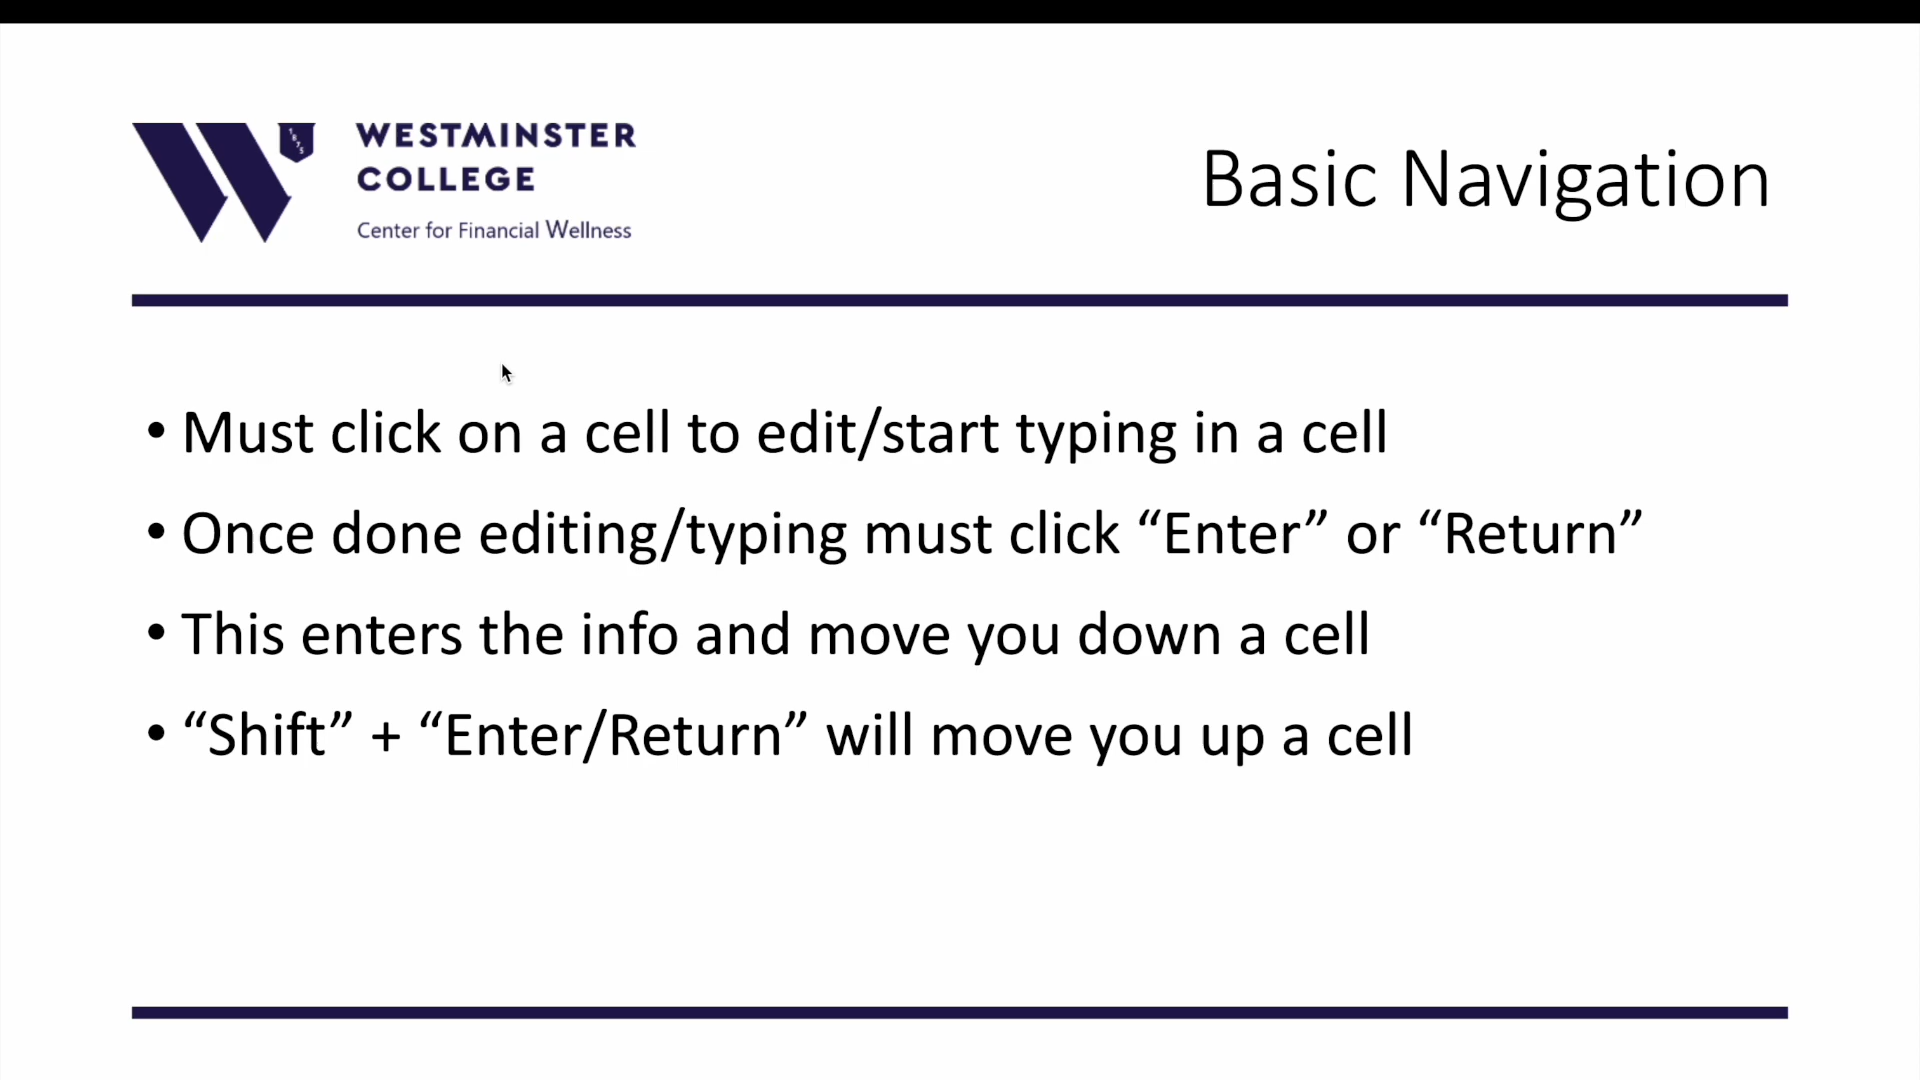 WESTMINSTER
COLLEGE
Center for Financial Wellness
1875
Basic Navigation
• Must click on a cell to edit/start typing in a cell
• Once done editing/typing must click “Enter” or “Return”
• This enters the info and move you down a cell
• “Shift” + “Enter/Return” will move you up a cell